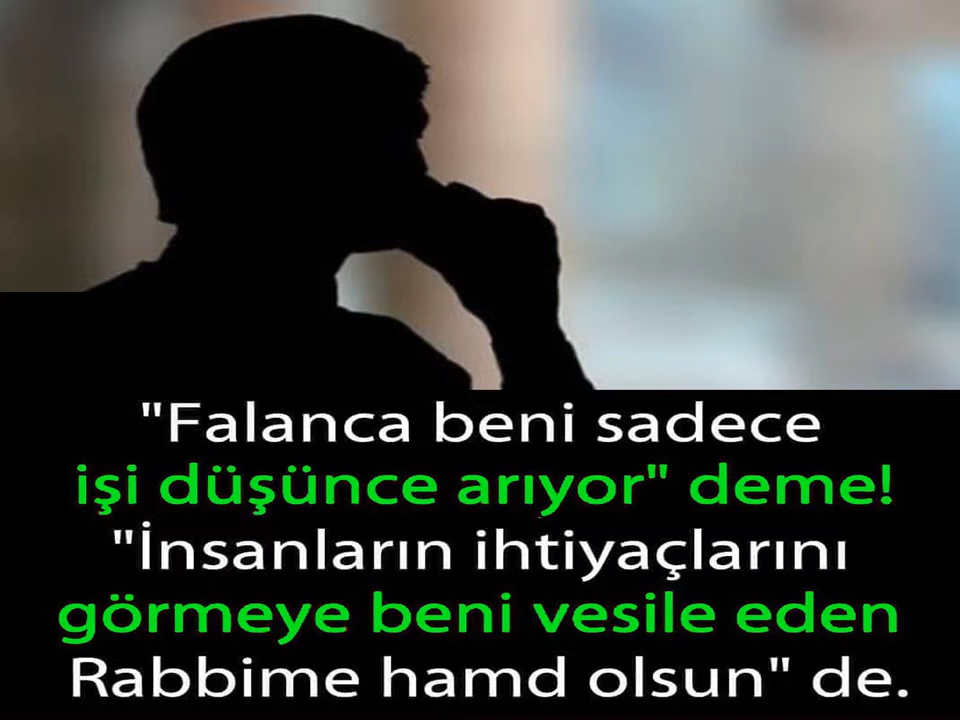 "Falanca beni sadece
işi düşünce arıyor" deme!
"İnsanların ihtiyaçlarını
görmeye beni vesile eden
Rabbime hamd olsun" de.